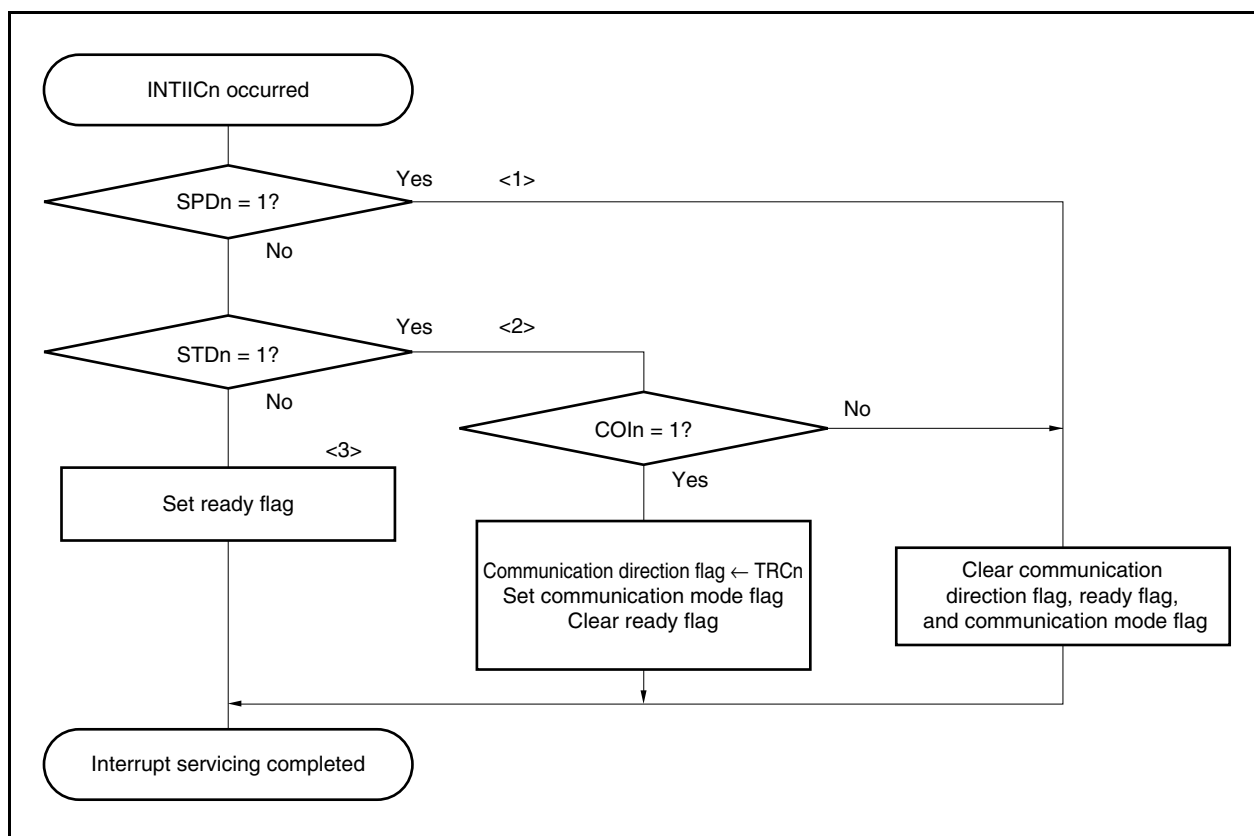 INTIICn occurred
Yes <1>
SPDn = 1?
No
Yes <2>
STDn = 1?
No
No
COIn = 1?
Yes
<3>
Set ready flag
Communication direction flag ← TRCn
Set communication mode flag
Clear ready flag
Clear communication
direction flag, ready flag,
and communication mode flag
Interrupt servicing completed